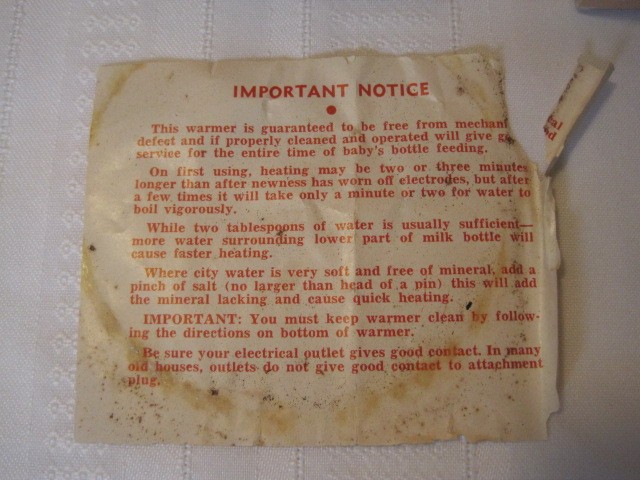 IMPORTANT NOTICE
This warmer is guaranteed to be free from
defect and if properly cleaned and operated will give
service for the entire time of baby's bottle feeding.
On first using, heating may be two or three minutes
longer than after newness has worn off electrodes, but after
a few times it will take only a minute or two for water to
boil vigorously.
While two tablespoons of water is usually sufficient—
more water surrounding lower part of milk bottle will
cause faster heating.
Where city water is very soft and free of mineral, add a
pinch of salt (no larger than head of a pin) this will add
the mineral lacking and cause quick heating.
IMPORTANT: You must keep warmer clean by follow-
ing the directions on bottom of warmer.
Be sure your electrical outlet gives good contact. In many
old houses, outlets do not give good contact to attachment
plug.